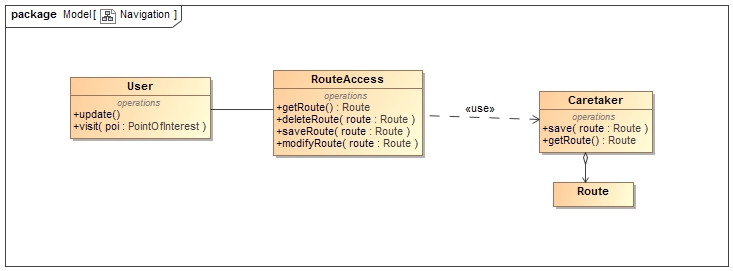 package Model[ Navigation ]
User
operations
+update()
+visit( poi : PointOfInterest )
RouteAccess
operations
+getRoute() : Route
+deleteRoute( route : Route )
+saveRoute( route : Route )
+modifyRoute( route : Route )
«use»
Caretaker
operations
+save( route : Route )
+getRoute() : Route
Route